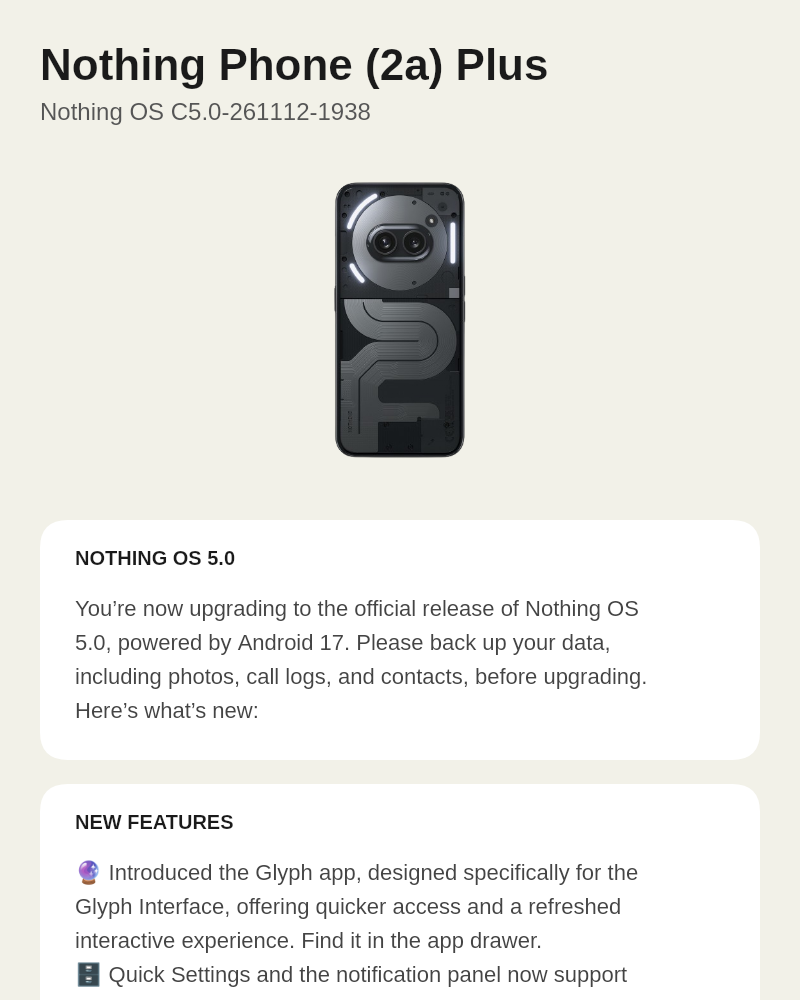 Nothing Phone (2a) Plus
Nothing OS C5.0-261112-1938
NOTHING OS 5.0
You’re now upgrading to the official release of Nothing OS
5.0, powered by Android 17. Please back up your data,
including photos, call logs, and contacts, before upgrading.
Here’s what’s new:
NEW FEATURES
🔮 Introduced the Glyph app, designed specifically for the
Glyph Interface, offering quicker access and a refreshed
interactive experience. Find it in the app drawer.
🗄️ Quick Settings and the notification panel now support